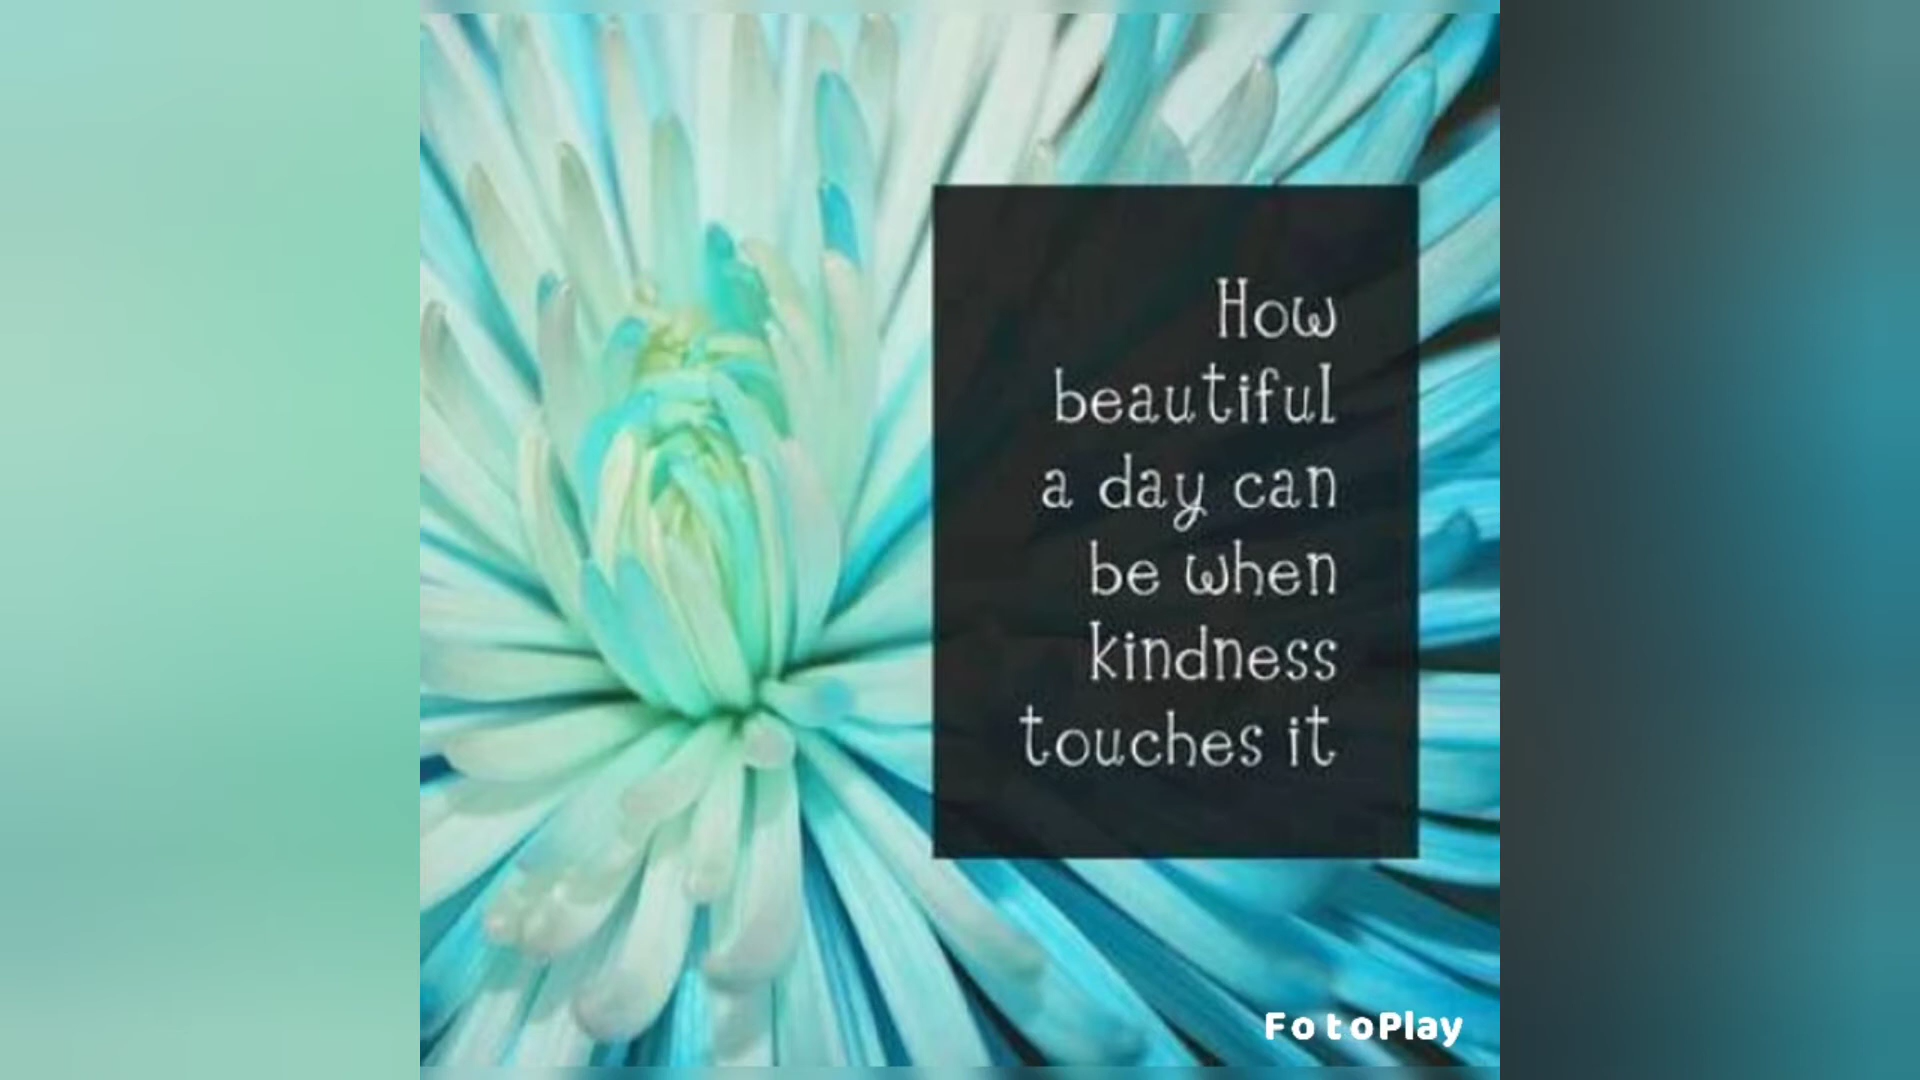 How
beautiful
a day can
be when
kindness
touches it
FotoPlay